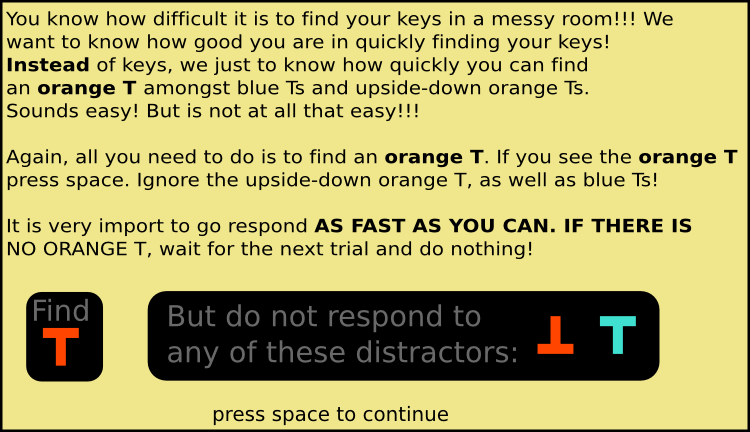 You know how difficult it is to find your keys in a messy room!!! We
want to know how good you are in quickly finding your keys!
Instead of keys, we just to know how quickly you can find
an orange T amongst blue Ts and upside-down orange Ts.
Sounds easy! But is not at all that easy!!!
Again, all you need to do is to find an orange T. If you see the orange T
press space. Ignore the upside-down orange T, as well as blue Ts!
It is very import to go respond AS FAST AS YOU CAN. IF THERE IS
NO ORANGE T, wait for the next trial and do nothing!
Find
T
But do not respond to
any of these distractors: T T
press space to continue